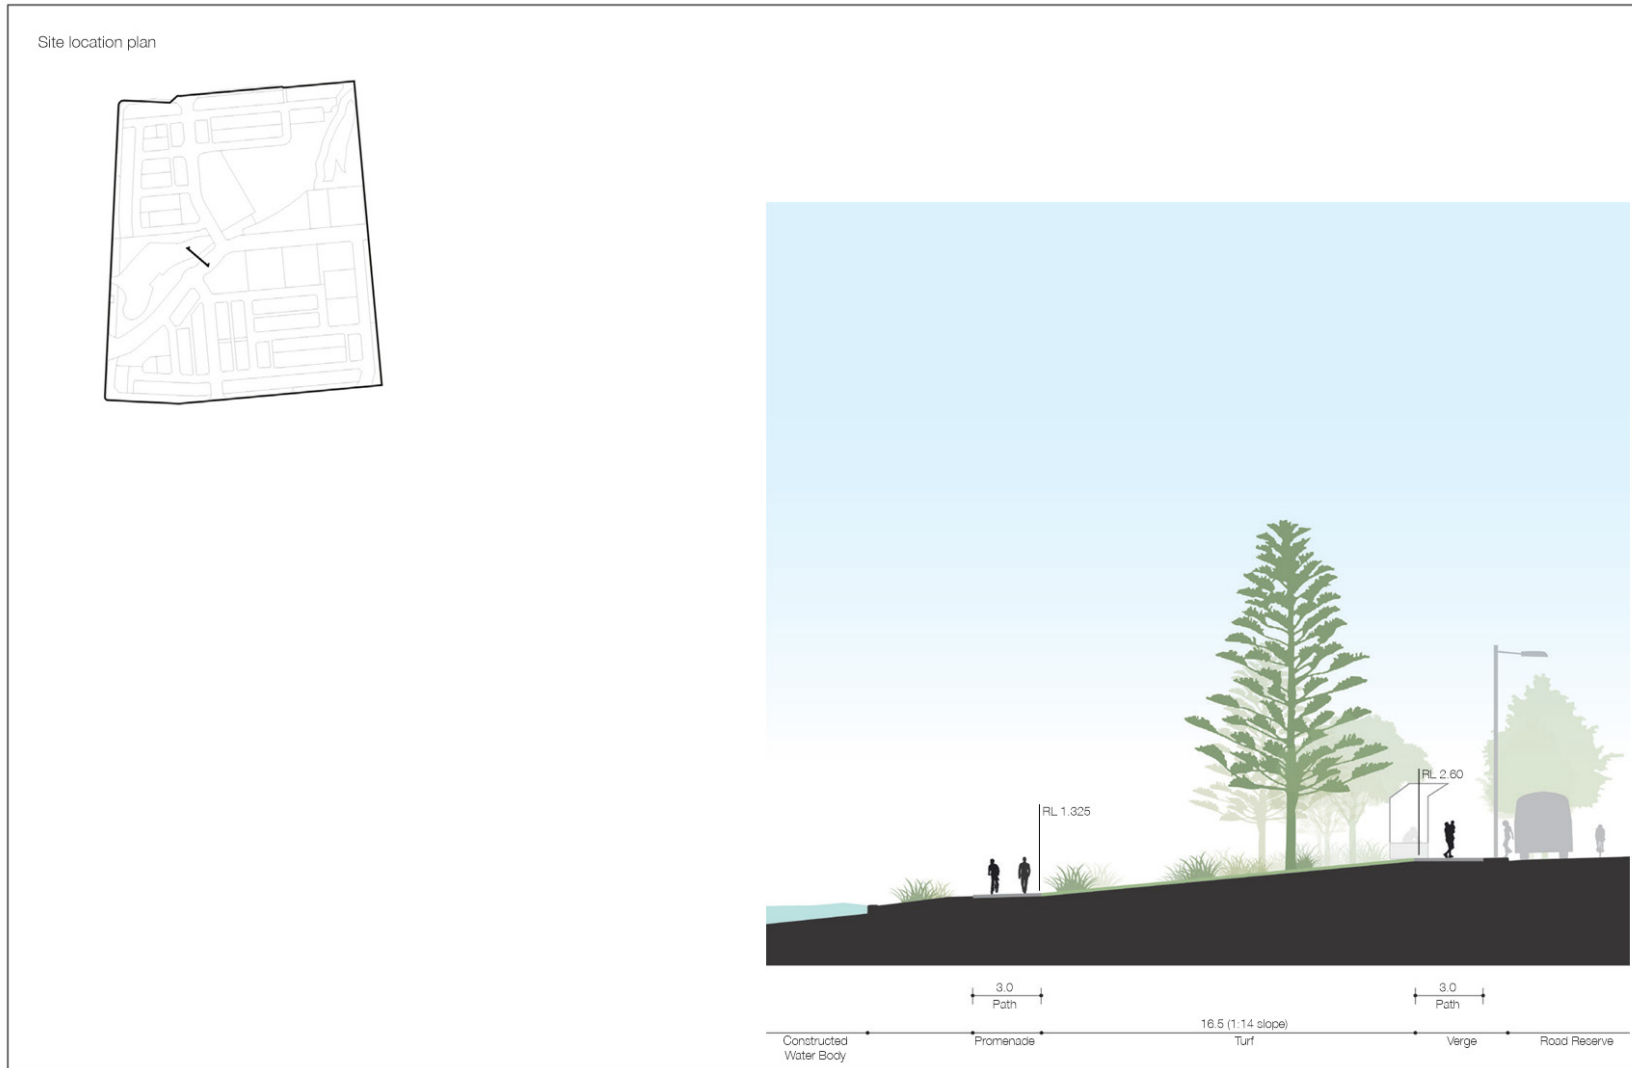 Site location plan
RL 2.60
RL 1.325
3.0
Path
3.0
Path
16.5 (1:14 slope)
Constructed
Water Body
Promenade
Turf
Verge
Road Reserve